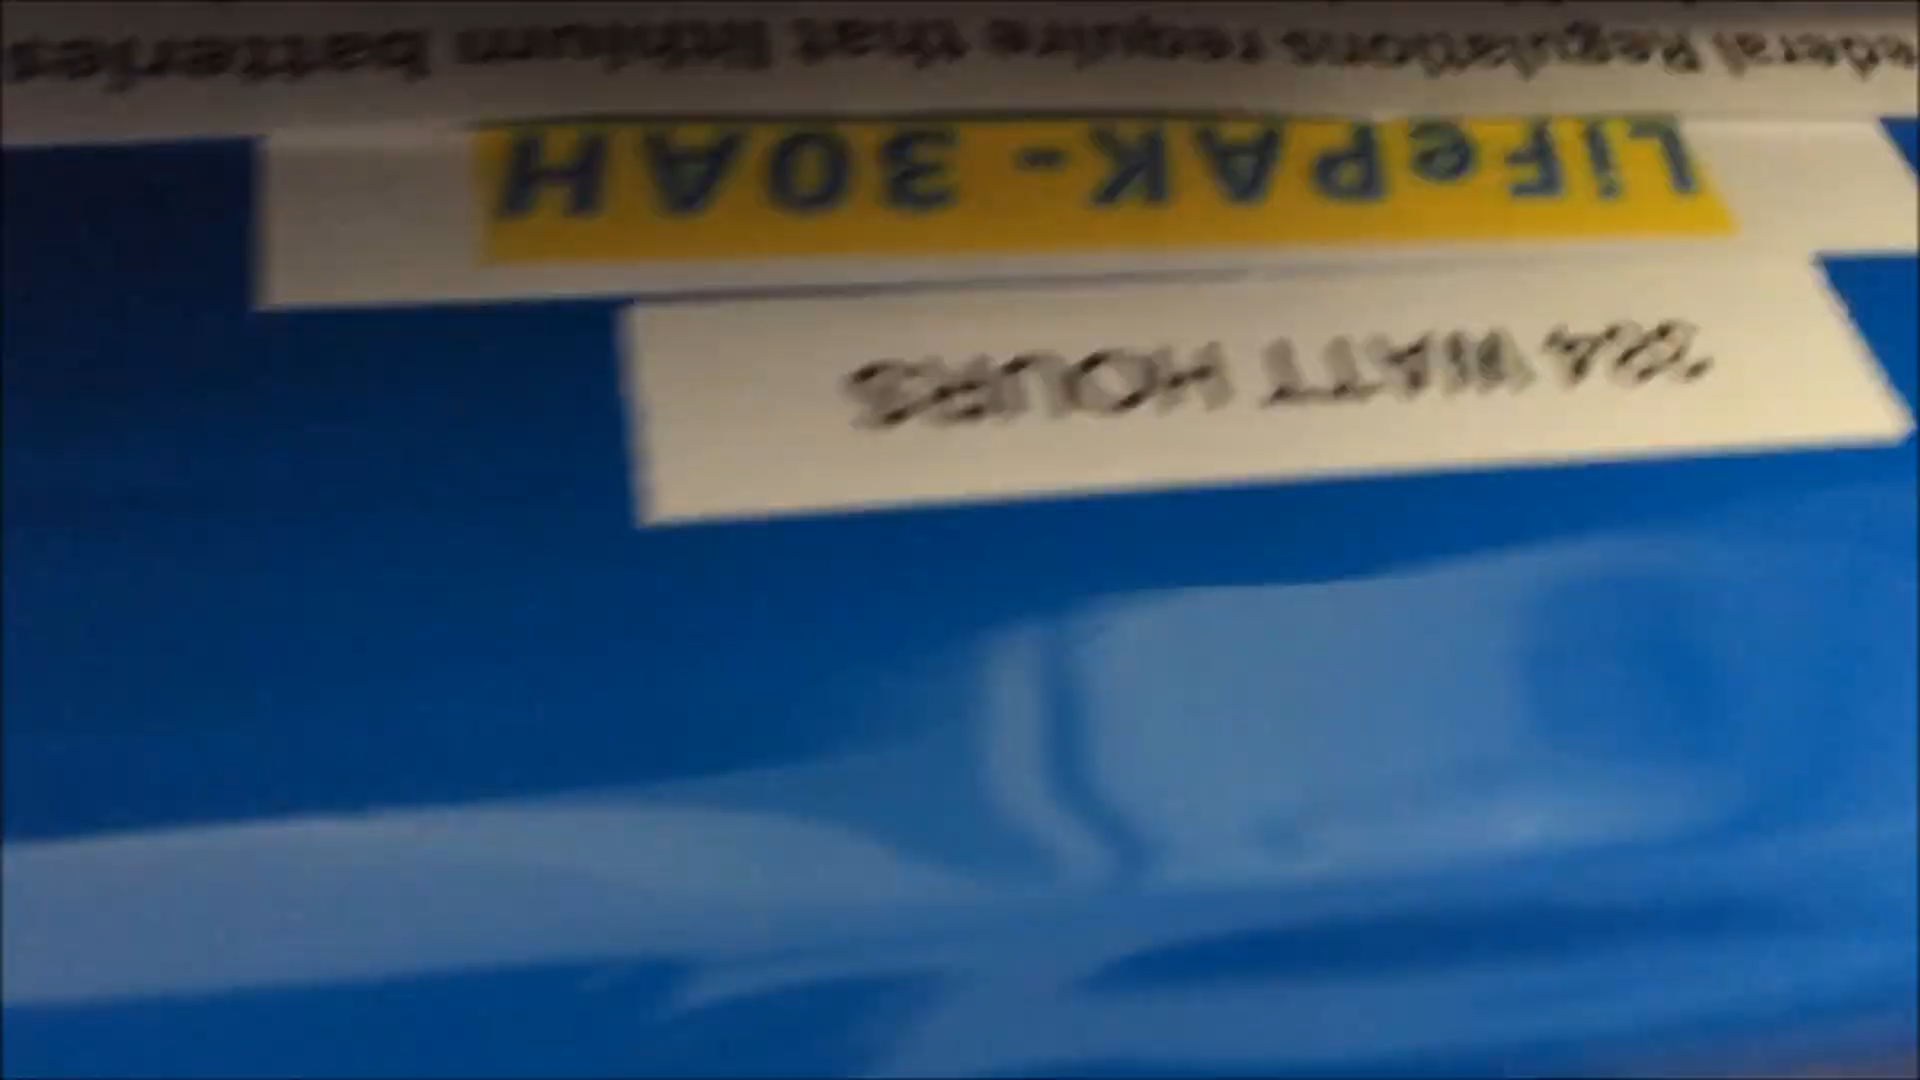 WATT HOURS
LiFePAK - 30AH
Regulations require that lithium batteries